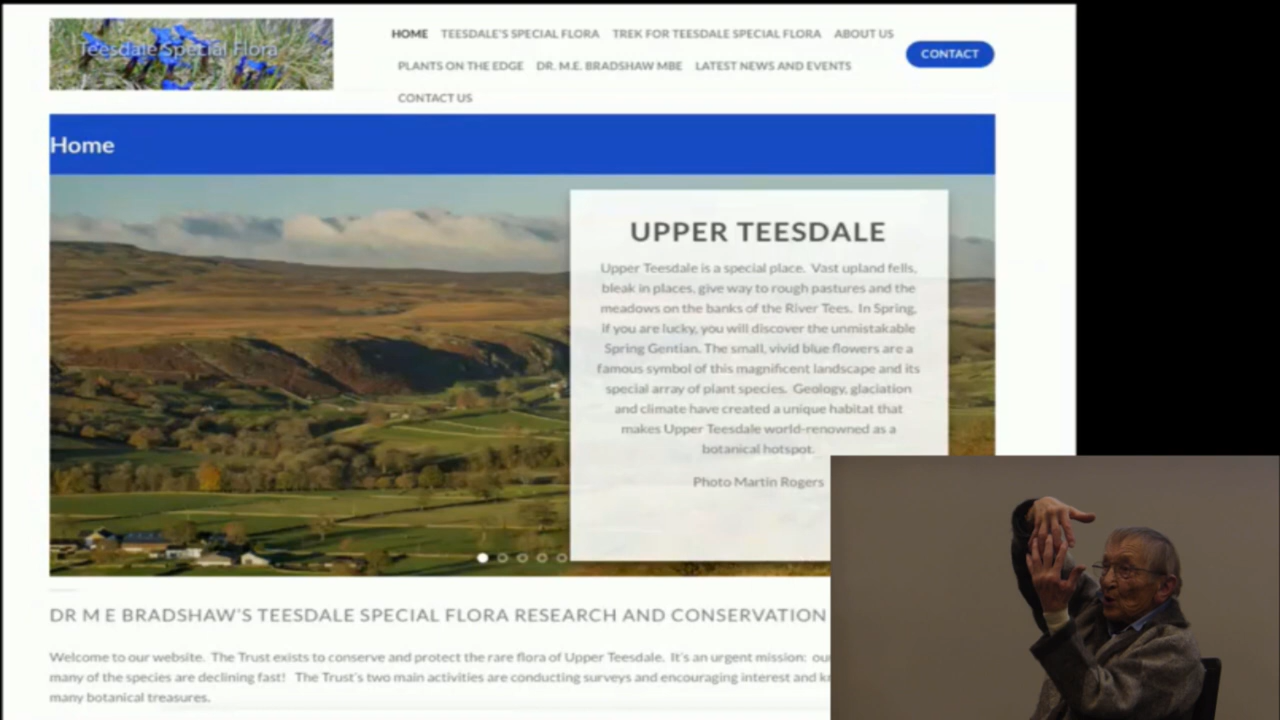 Teesdale Special Flora
HOME TEESDALE'S SPECIAL FLORA TREK FOR TEESDALE SPECIAL FLORA ABOUT US
PLANTS ON THE EDGE DR. M.E. BRADSHAW MBE LATEST NEWS AND EVENTS
CONTACT US
CONTACT
Home
UPPER TEESDALE
Upper Teesdale is a special place. Vast upland fells,
bleak in places, give way to rough pastures and the
meadows on the banks of the River Tees. In Spring,
if you are lucky, you will discover the unmistakable
Spring Gentian. The small, vivid blue flowers are a
famous symbol of this magnificent landscape and its
special array of plant species. Geology, glaciation
and climate have created a unique habitat that
makes Upper Teesdale world-renowned as a
botanical hotspot.
Photo Martin Rogers
DR M E BRADSHAW'S TEESDALE SPECIAL FLORA RESEARCH AND CONSERVATION
Welcome to our website. The Trust exists to conserve and protect the rare flora of Upper Teesdale. It's an urgent mission:
many of the species are declining fast! The Trust's two main activities are conducting surveys and encouraging interest and
many botanical treasures.